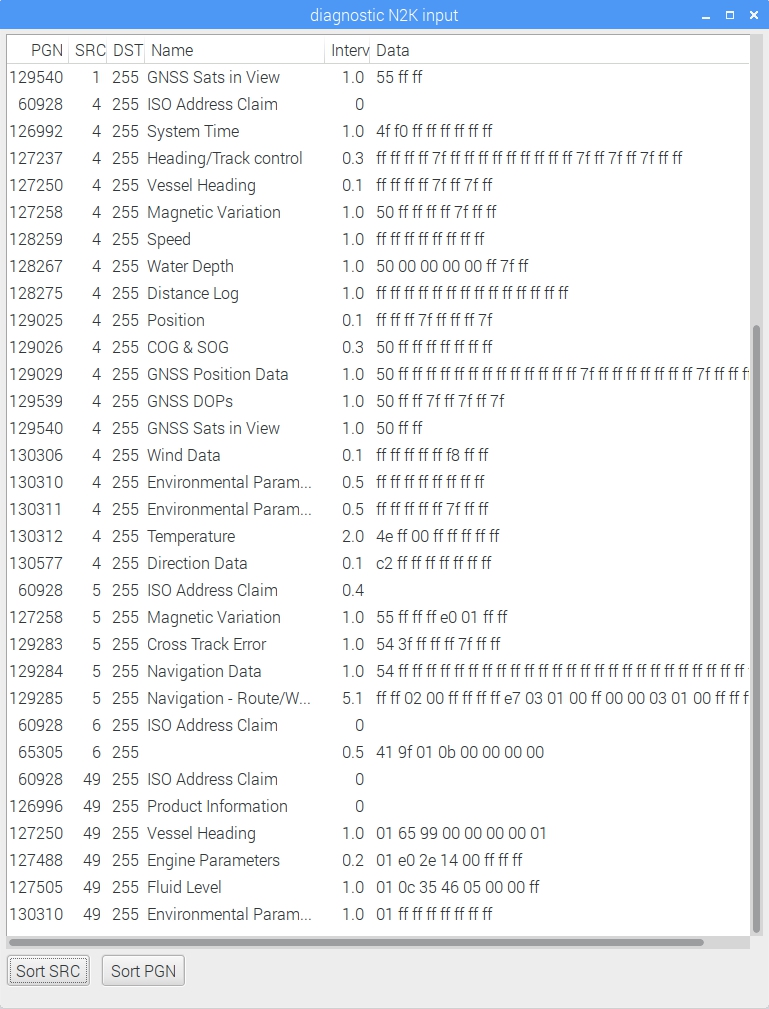 diagnostic N2K input
PGN SRC DST Name Interv Data
129540 1 255 GNSS Sats in View 1.0 55 ff ff
60928 4 255 ISO Address Claim 0
126992 4 255 System Time 1.0 4f f0 ff ff ff ff ff ff
127237 4 255 Heading/Track control 0.3 ff ff ff ff 7f ff ff ff ff ff ff ff ff ff 7f ff 7f ff 7f ff ff
127250 4 255 Vessel Heading 0.1 ff ff ff ff 7f ff 7f ff
127258 4 255 Magnetic Variation 1.0 50 ff ff ff ff 7f ff ff
128259 4 255 Speed 1.0 ff ff ff ff ff ff ff ff
128267 4 255 Water Depth 1.0 50 00 00 00 00 ff 7f ff
128275 4 255 Distance Log 1.0 ff ff ff ff ff ff ff ff ff ff ff ff ff ff
129025 4 255 Position 0.1 ff ff ff 7f ff ff ff 7f
129026 4 255 COG & SOG 0.3 50 ff ff ff ff ff ff ff
129029 4 255 GNSS Position Data 1.0 50 ff ff ff ff ff ff ff ff ff ff ff ff ff 7f ff ff ff ff ff ff ff 7f ff ff ff
129539 4 255 GNSS DOPs 1.0 50 ff ff 7f ff 7f ff 7f
129540 4 255 GNSS Sats in View 1.0 50 ff ff
130306 4 255 Wind Data 0.1 ff ff ff ff ff f8 ff ff
130310 4 255 Environmental Param... 0.5 ff ff ff ff ff ff ff ff
130311 4 255 Environmental Param... 0.5 ff ff ff ff ff 7f ff ff
130312 4 255 Temperature 2.0 4e ff 00 ff ff ff ff ff
130577 4 255 Direction Data 0.1 c2 ff ff ff ff ff ff ff
60928 5 255 ISO Address Claim 0.4
127258 5 255 Magnetic Variation 1.0 55 ff ff ff e0 01 ff ff
129283 5 255 Cross Track Error 1.0 54 3f ff ff ff 7f ff ff
129284 5 255 Navigation Data 1.0 54 ff ff ff ff ff ff ff ff ff ff ff ff ff ff ff ff ff ff ff ff ff ff ff ff ff
129285 5 255 Navigation - Route/W... 5.1 ff ff 02 00 ff ff ff ff e7 03 01 00 ff 00 00 03 01 00 ff ff f
60928 6 255 ISO Address Claim 0
65305 6 255 0.5 41 9f 01 0b 00 00 00 00
60928 49 255 ISO Address Claim 0
126996 49 255 Product Information 0
127250 49 255 Vessel Heading 1.0 01 65 99 00 00 00 00 01
127488 49 255 Engine Parameters 0.2 01 e0 2e 14 00 ff ff ff
127505 49 255 Fluid Level 1.0 01 0c 35 46 05 00 00 ff
130310 49 255 Environmental Param... 1.0 01 ff ff ff ff ff ff ff
Sort SRC Sort PGN